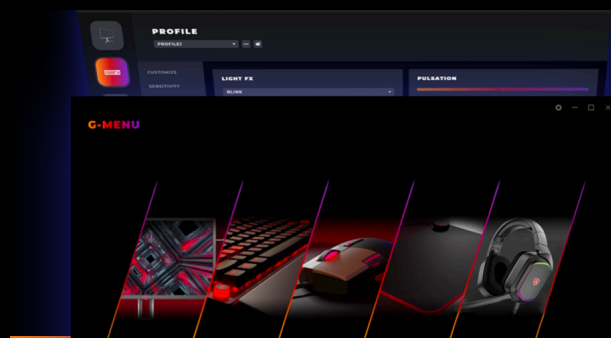 PROFILE
PROFILE1
CUSTOMIZE
LIGHT FX
PULSATION
SENSITIVITY
BLINK
G-MENU